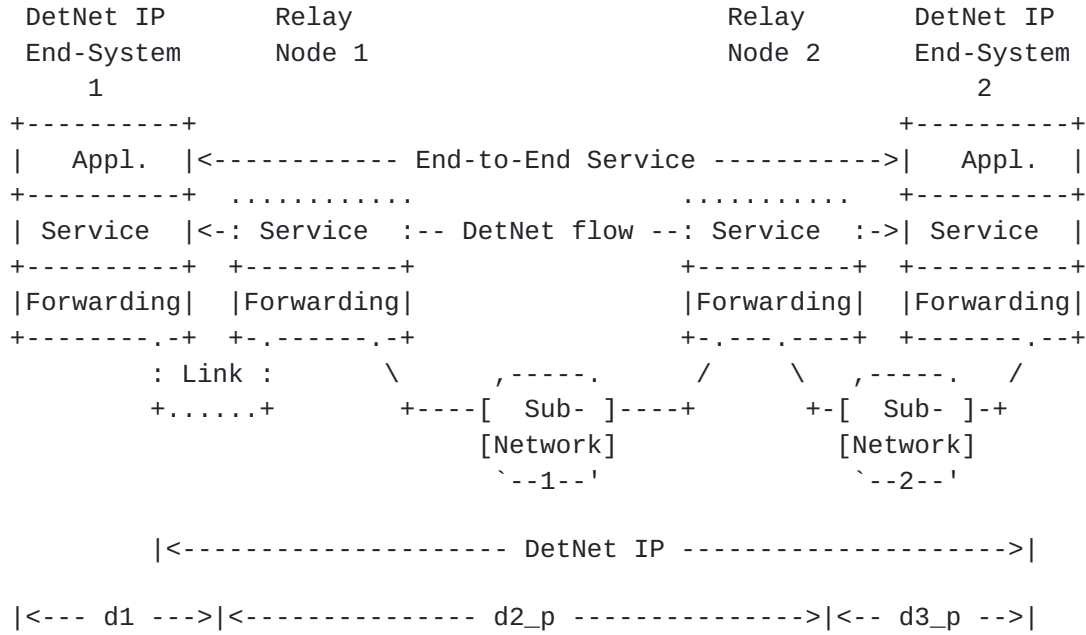 DetNet IP       Relay                        Relay       DetNet IP
 End-System      Node 1                       Node 2      End-System
     1                                                        2
+----------+                                             +----------+
|   Appl.  |<------------ End-to-End Service ----------->|   Appl.  |
+----------+  ............                 ...........   +----------+
| Service  |<-: Service  :-- DetNet flow --: Service  :->| Service  |
+----------+  +----------+                 +----------+  +----------+
|Forwarding|  |Forwarding|                 |Forwarding|  |Forwarding|
+--------.-+  +-.------.-+                 +-.---.----+  +-------.--+
         : Link :       \      ,-----.      /     \   ,-----.   /
         +......+        +----[  Sub- ]----+       +-[  Sub- ]-+
                              [Network]              [Network]
                               `--1--'                `--2--'

         |<--------------------- DetNet IP --------------------->|

|<--- d1 --->|<--------------- d2_p --------------->|<-- d3_p -->|